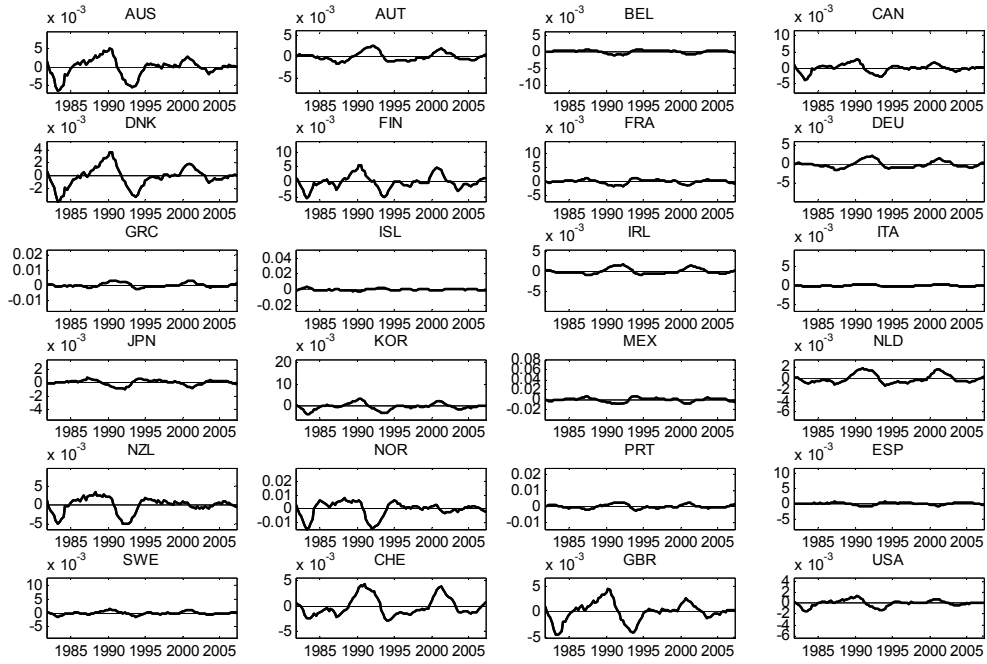 x 10^-3
AUS
5
0
-5
1985 1990 1995 2000 2005
x 10^-3
AUT
5
0
-5
1985 1990 1995 2000 2005
x 10^-3
BEL
5
0
-5
-10
1985 1990 1995 2000 2005
x 10^-3
CAN
10
5
0
-5
1985 1990 1995 2000 2005
x 10^-3
DNK
4
2
0
-2
1985 1990 1995 2000 2005
x 10^-3
FIN
10
5
0
-5
1985 1990 1995 2000 2005
x 10^-3
FRA
10
5
0
-5
1985 1990 1995 2000 2005
x 10^-3
DEU
5
0
-5
1985 1990 1995 2000 2005
GRC
0.02
0.01
0
-0.01
1985 1990 1995 2000 2005
ISL
0.04
0.02
0
-0.02
1985 1990 1995 2000 2005
x 10^-3
IRL
5
0
-5
1985 1990 1995 2000 2005
x 10^-3
ITA
5
0
-5
1985 1990 1995 2000 2005
x 10^-3
JPN
2
0
-2
-4
1985 1990 1995 2000 2005
x 10^-3
KOR
20
10
0
1985 1990 1995 2000 2005
MEX
0.08
0.06
0.04
0.02
0
-0.02
1985 1990 1995 2000 2005
x 10^-3
NLD
2
0
-2
-4
-6
1985 1990 1995 2000 2005
x 10^-3
NZL
5
0
-5
1985 1990 1995 2000 2005
NOR
0.02
0.01
0
-0.01
1985 1990 1995 2000 2005
PRT
0.02
0.01
0
-0.01
1985 1990 1995 2000 2005
x 10^-3
ESP
10
5
0
-5
1985 1990 1995 2000 2005
x 10^-3
SWE
10
5
0
-5
1985 1990 1995 2000 2005
x 10^-3
CHE
5
0
-5
1985 1990 1995 2000 2005
x 10^-3
GBR
5
0
-5
1985 1990 1995 2000 2005
x 10^-3
USA
4
2
0
-2
-4
-6
1985 1990 1995 2000 2005